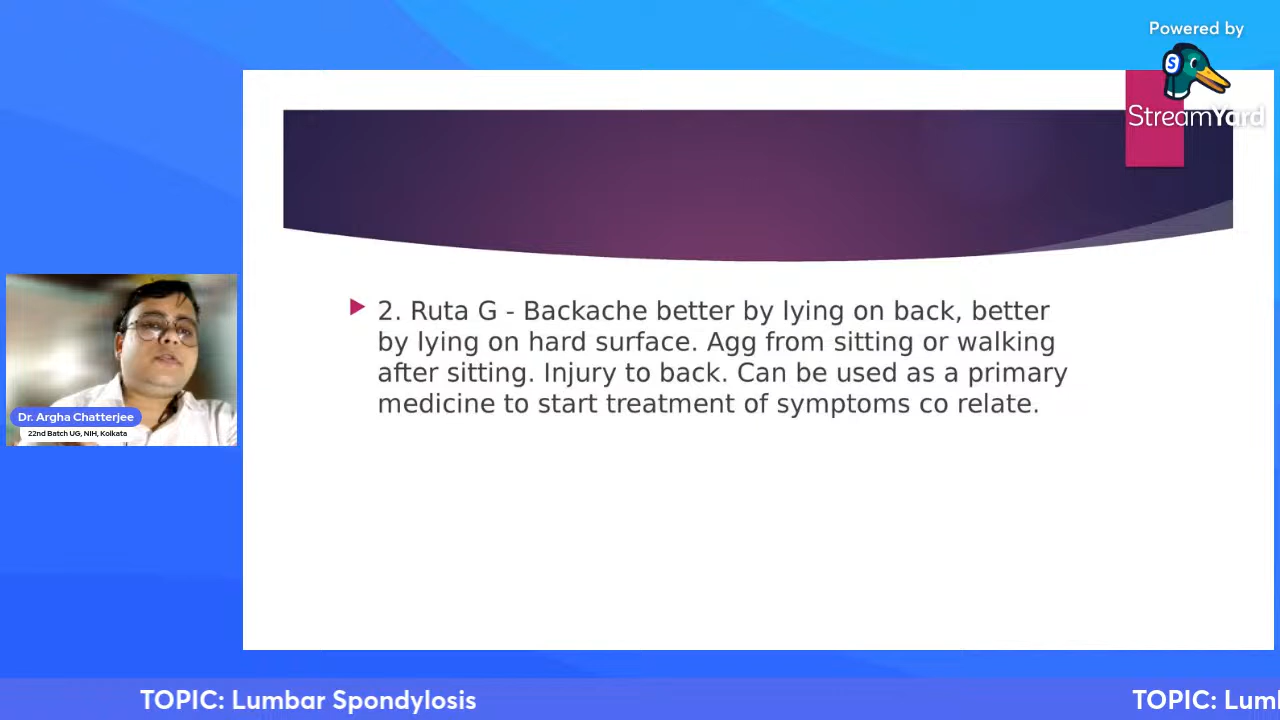 Powered by
StreamYard
2. Ruta G - Backache better by lying on back, better
by lying on hard surface. Agg from sitting or walking
after sitting. Injury to back. Can be used as a primary
medicine to start treatment of symptoms co relate.
Dr. Argha Chatterjee
22nd Batch UG, NIH, Kolkata
TOPIC: Lumbar Spondylosis
TOPIC: Lum